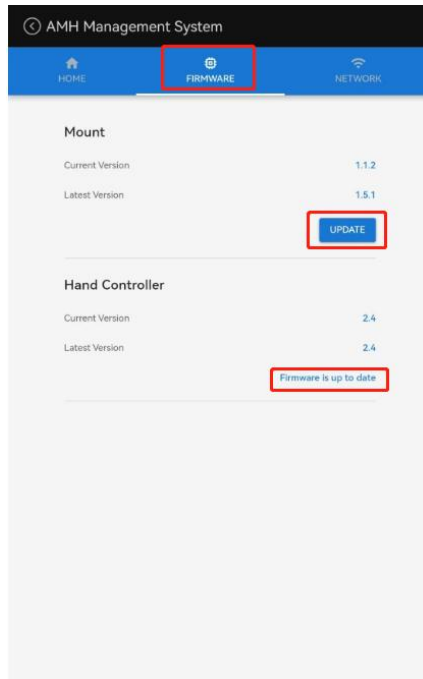 AMH Management System
HOME FIRMWARE NETWORK
Mount
Current Version 1.1.2
Latest Version 1.5.1
UPDATE
Hand Controller
Current Version 2.4
Latest Version 2.4
Firmware is up to date